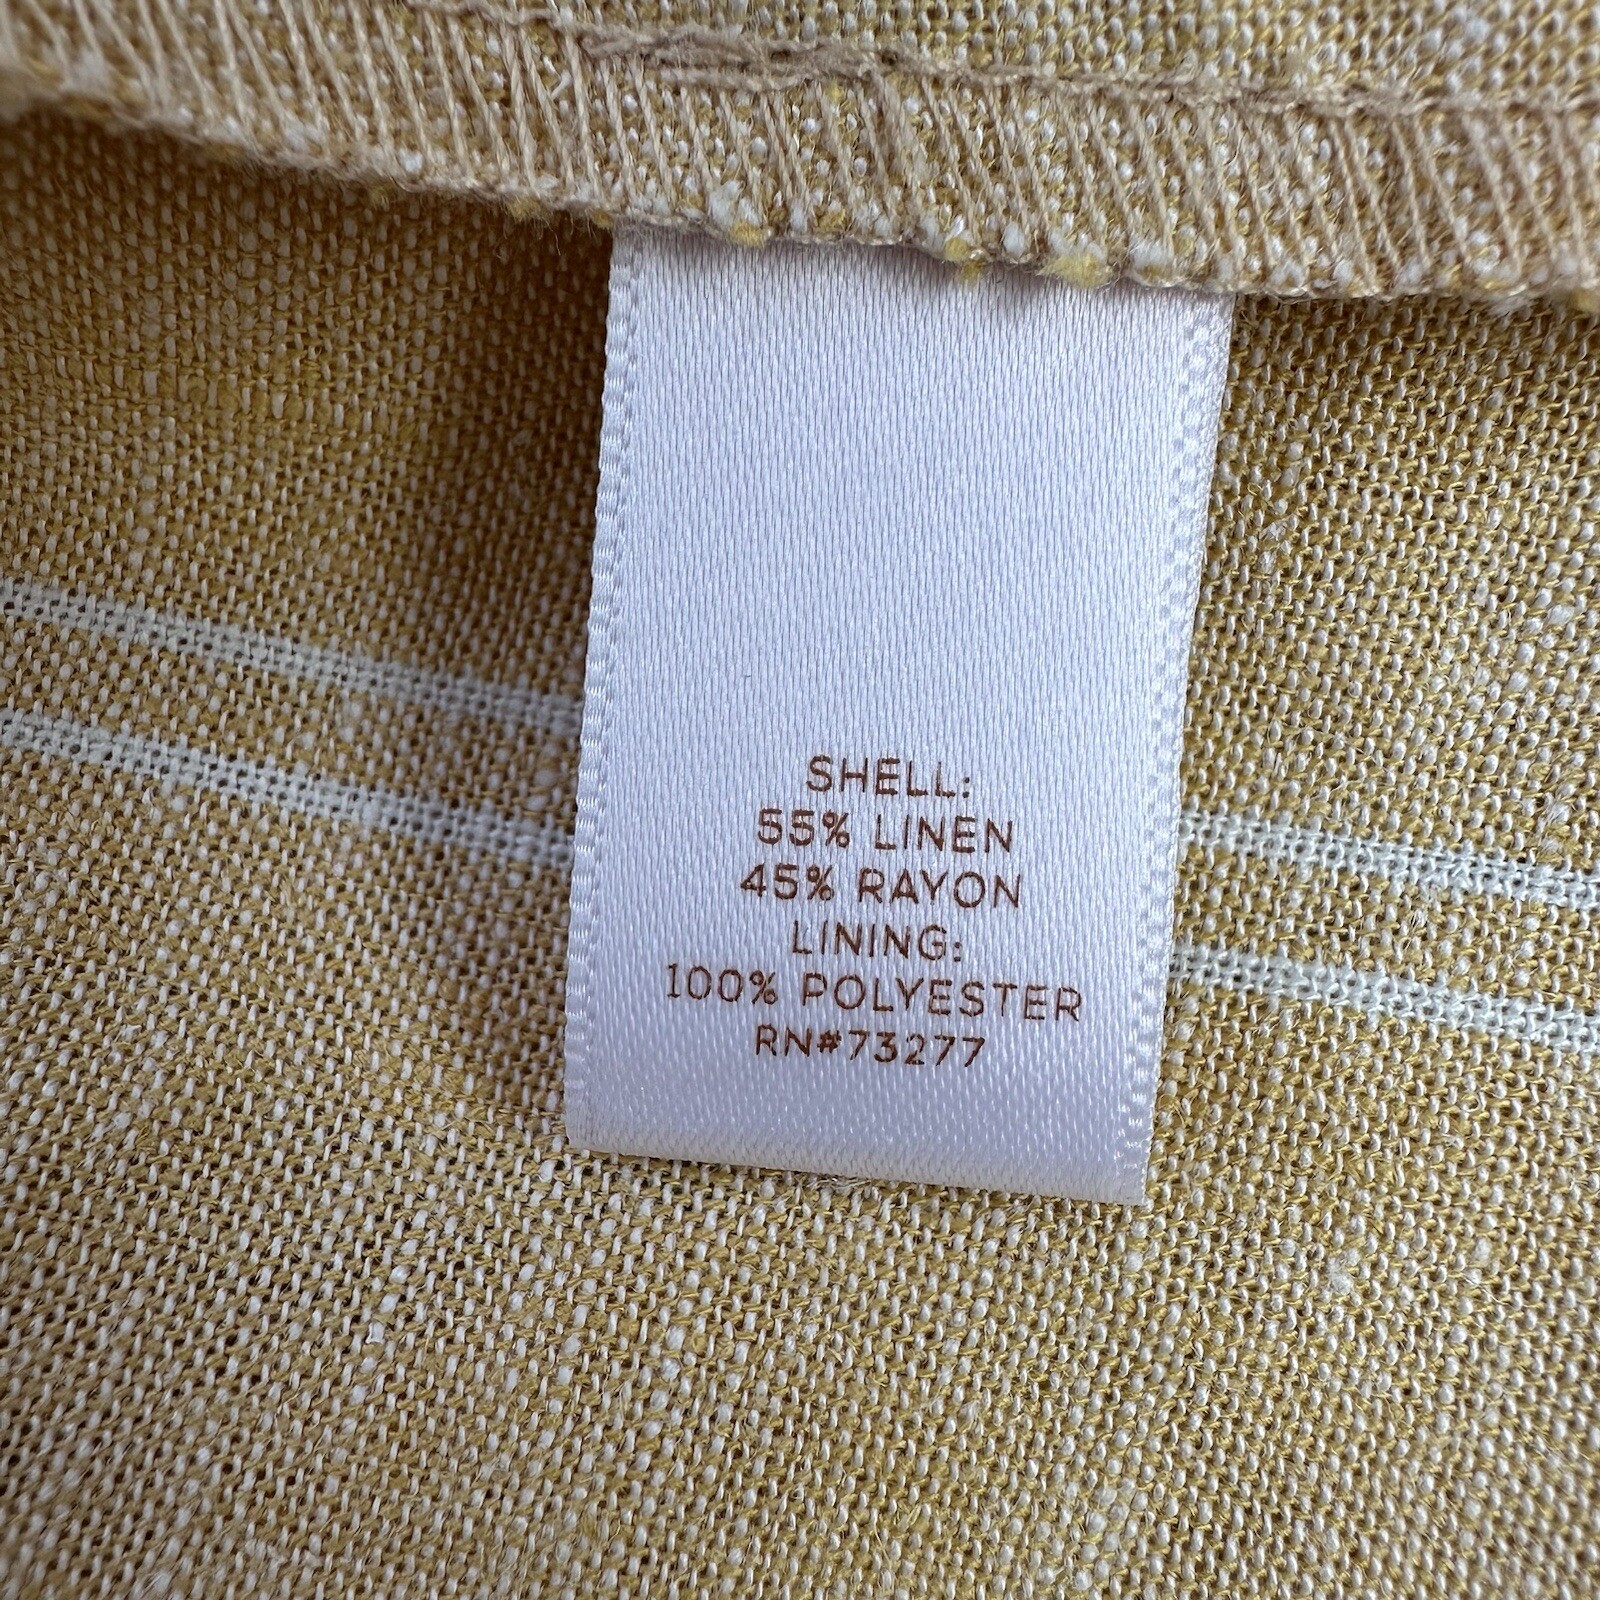 SHELL:
55% LINEN
45% RAYON
LINING:
100% POLYESTER
RN#73277